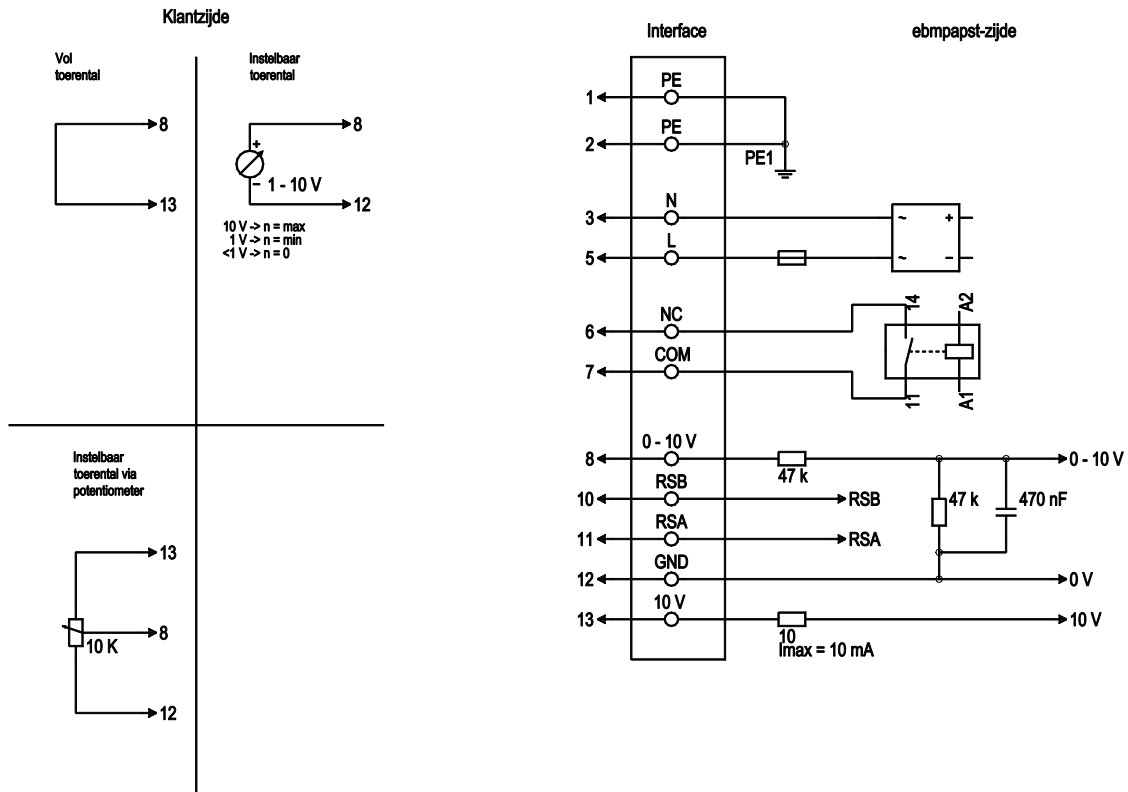 Klantzijde
Vol
toerental
8
13
Instelbaar
toerental
8
+
–
1 - 10 V
12
10 V -> n = max
1 V -> n = min
<1 V -> n = 0
Instelbaar
toerental via
potentiometer
13
8
10 K
12
Interface
ebmpapst-zijde
1
PE
2
PE
PE1
3
N
~
+
5
L
~
–
6
NC
14
A2
7
COM
11
A1
8
0 - 10 V
47 k
0 - 10 V
10
RSB
RSB
47 k
470 nF
11
RSA
RSA
12
GND
0 V
13
10 V
10
Imax = 10 mA
10 V